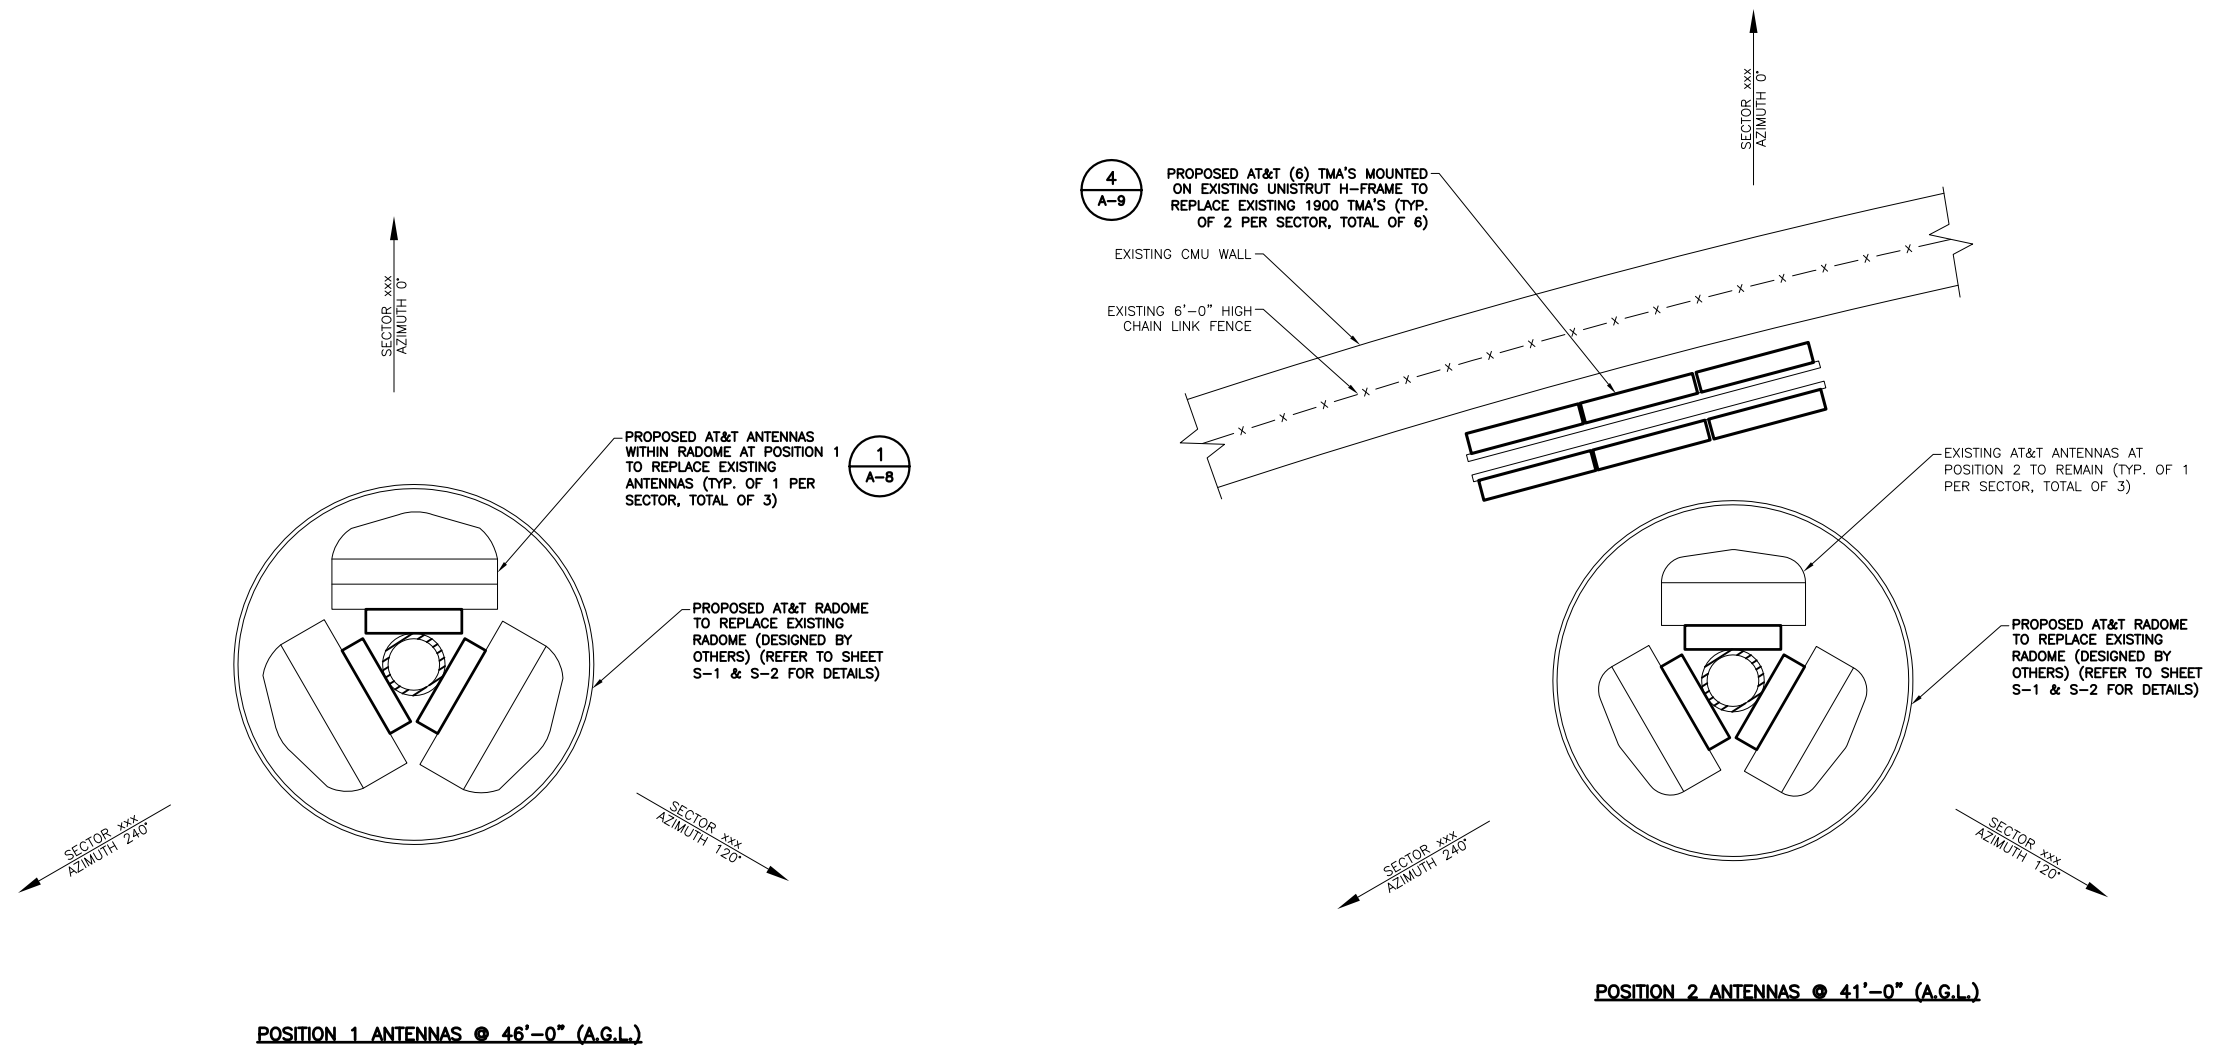 SECTOR xxx
AZIMUTH 0°
PROPOSED AT&T ANTENNAS
WITHIN RADOME AT POSITION 1
TO REPLACE EXISTING
ANTENNAS (TYP. OF 1 PER
SECTOR, TOTAL OF 3)
1
A-8
PROPOSED AT&T RADOME
TO REPLACE EXISTING
RADOME (DESIGNED BY
OTHERS) (REFER TO SHEET
S-1 & S-2 FOR DETAILS)
SECTOR xxx
AZIMUTH 240°
SECTOR xxx
AZIMUTH 120°
POSITION 1 ANTENNAS @ 46'-0" (A.G.L.)
SECTOR xxx
AZIMUTH 0°
4
A-9
PROPOSED AT&T (6) TMA'S MOUNTED
ON EXISTING UNISTRUT H-FRAME TO
REPLACE EXISTING 1900 TMA'S (TYP.
OF 2 PER SECTOR, TOTAL OF 6)
EXISTING CMU WALL
EXISTING 6'-0" HIGH
CHAIN LINK FENCE
X X X X X X X X X X X X X X X X X
EXISTING AT&T ANTENNAS AT
POSITION 2 TO REMAIN (TYP. OF 1
PER SECTOR, TOTAL OF 3)
PROPOSED AT&T RADOME
TO REPLACE EXISTING
RADOME (DESIGNED BY
OTHERS) (REFER TO SHEET
S-1 & S-2 FOR DETAILS)
SECTOR xxx
AZIMUTH 240°
SECTOR xxx
AZIMUTH 120°
POSITION 2 ANTENNAS @ 41'-0" (A.G.L.)